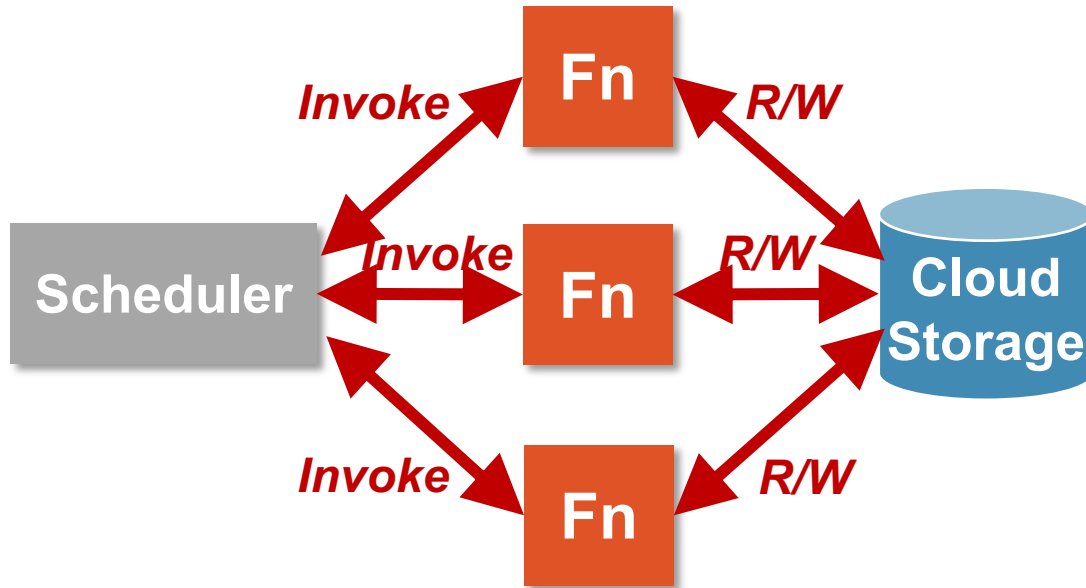 Fn
Invoke
R/W
Invoke
R/W
Scheduler
Fn
Cloud
Storage
Invoke
R/W
Fn